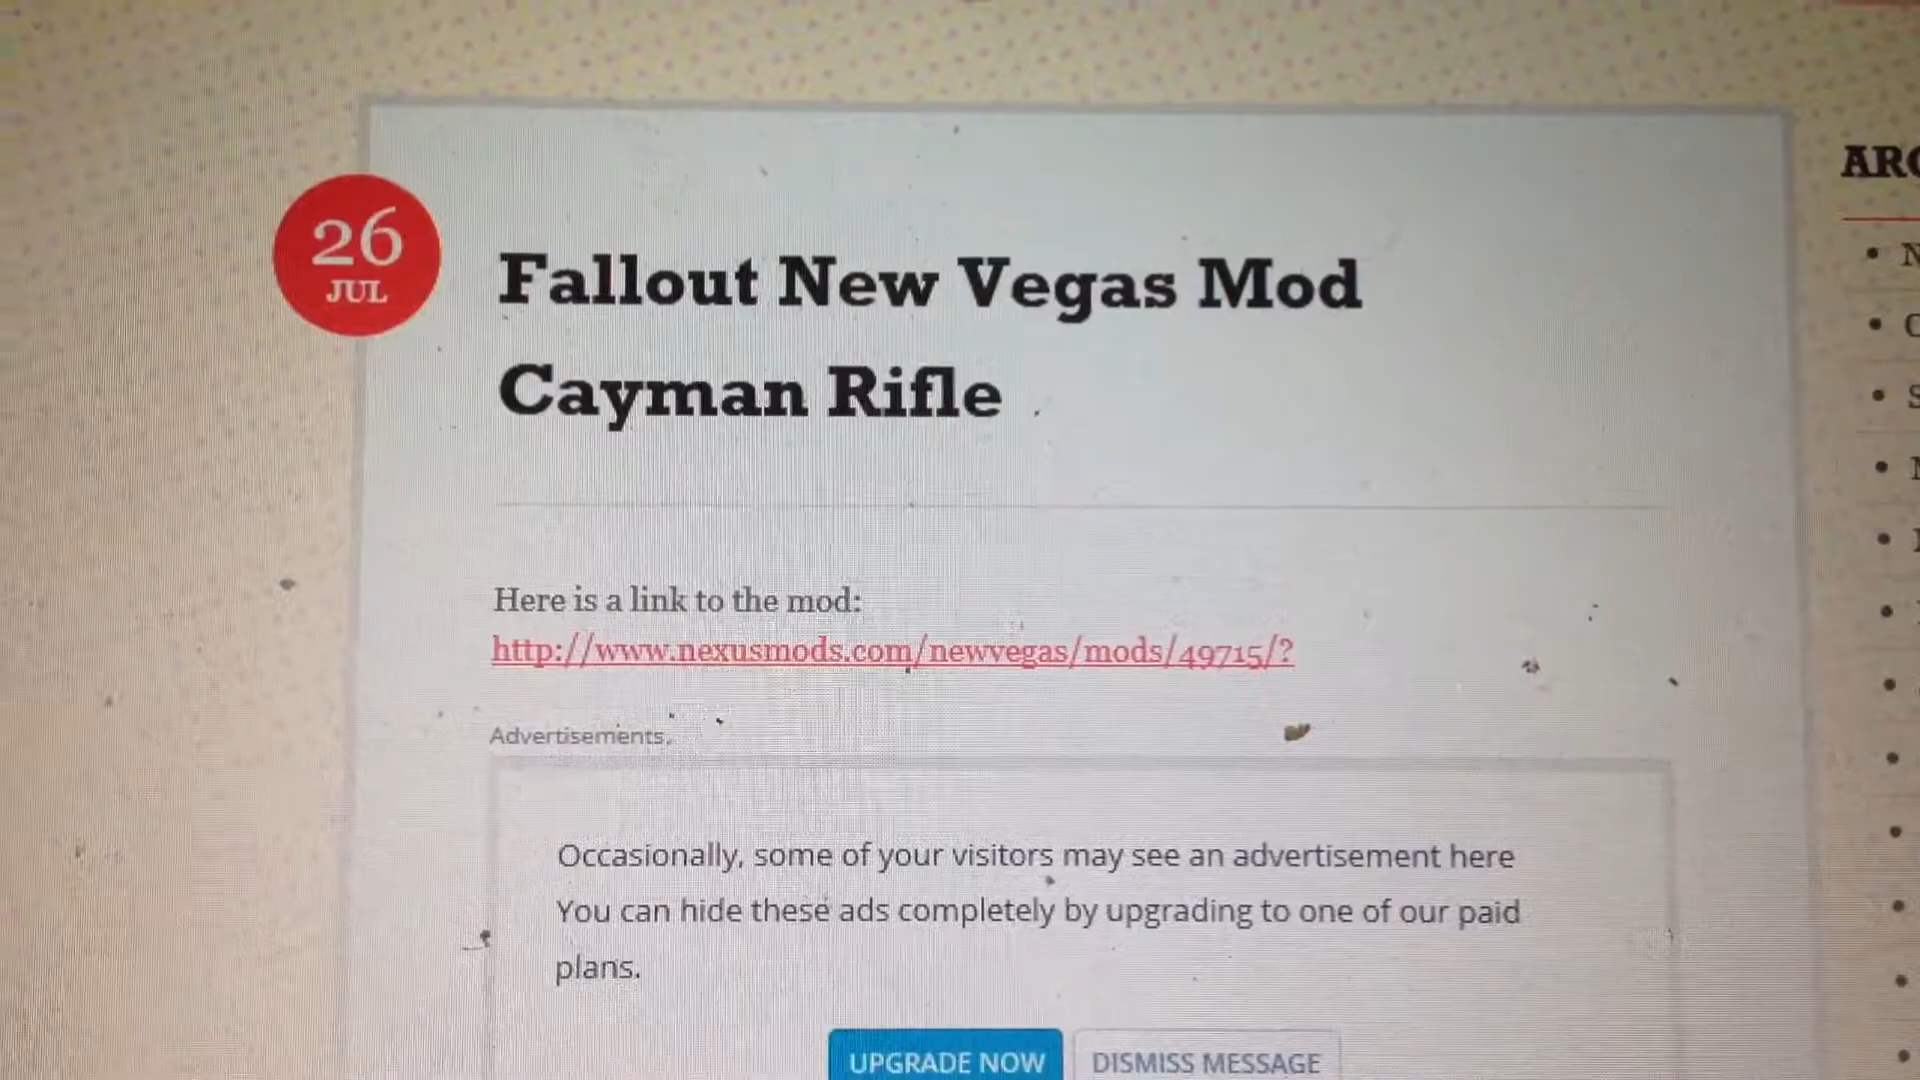 26
JUL
Fallout New Vegas Mod
Cayman Rifle
Here is a link to the mod:
http://www.nexusmods.com/newvegas/mods/49715/?
Advertisements
Occasionally, some of your visitors may see an advertisement here
You can hide these ads completely by upgrading to one of our paid
plans.
UPGRADE NOW
DISMISS MESSAGE